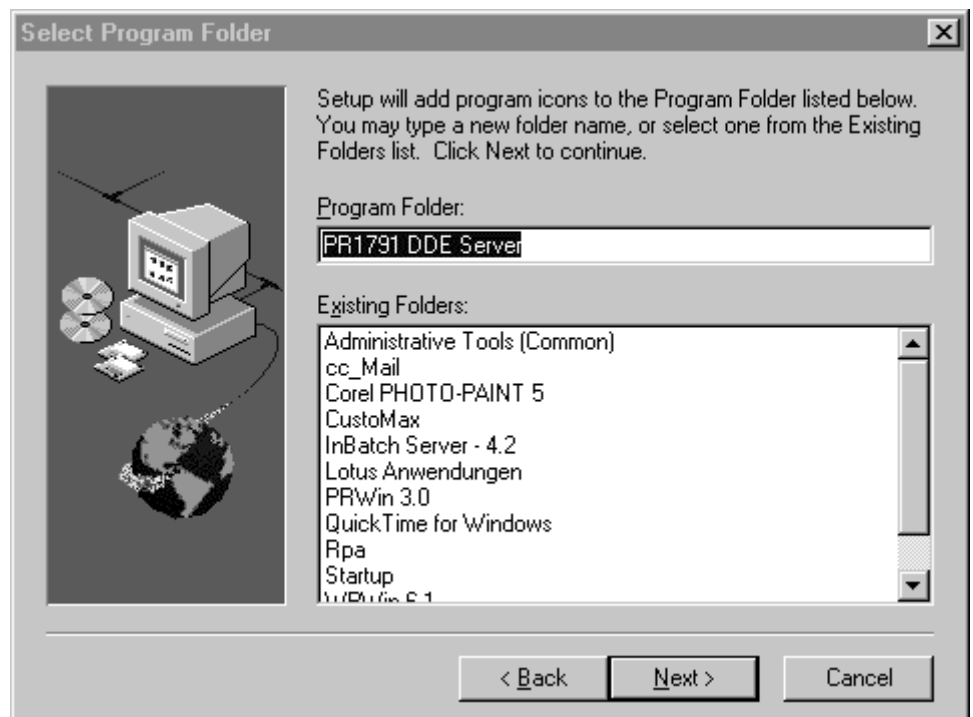 Select Program Folder
Setup will add program icons to the Program Folder listed below.
You may type a new folder name, or select one from the Existing
Folders list. Click Next to continue.
Program Folder:
PR1791 DDE Server
Existing Folders:
Administrative Tools (Common)
cc_Mail
Corel PHOTO-PAINT 5
CustoMax
InBatch Server - 4.2
Lotus Anwendungen
PRWin 3.0
QuickTime for Windows
Rpa
Startup
< Back
Next >
Cancel